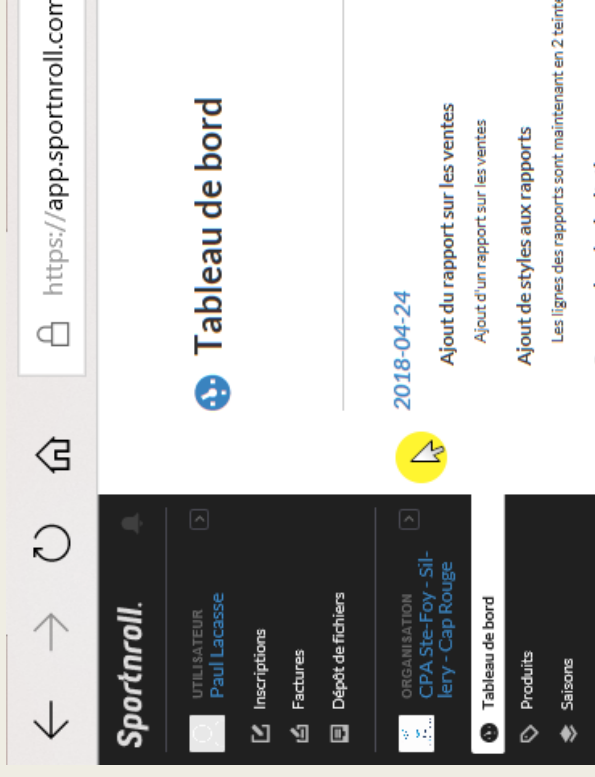 https://app.sportnroll.com
Sportnroll.
UTILISATEUR
Paul Lacasse
Inscriptions
Factures
Dépôt de fichiers
ORGANISATION
CPA Ste-Foy - Sil-
lery - Cap Rouge
Tableau de bord
Produits
Saisons
Tableau de bord
2018-04-24
Ajout du rapport sur les ventes
Ajout d'un rapport sur les ventes
Ajout de styles aux rapports
Les lignes des rapports sont maintenant en 2